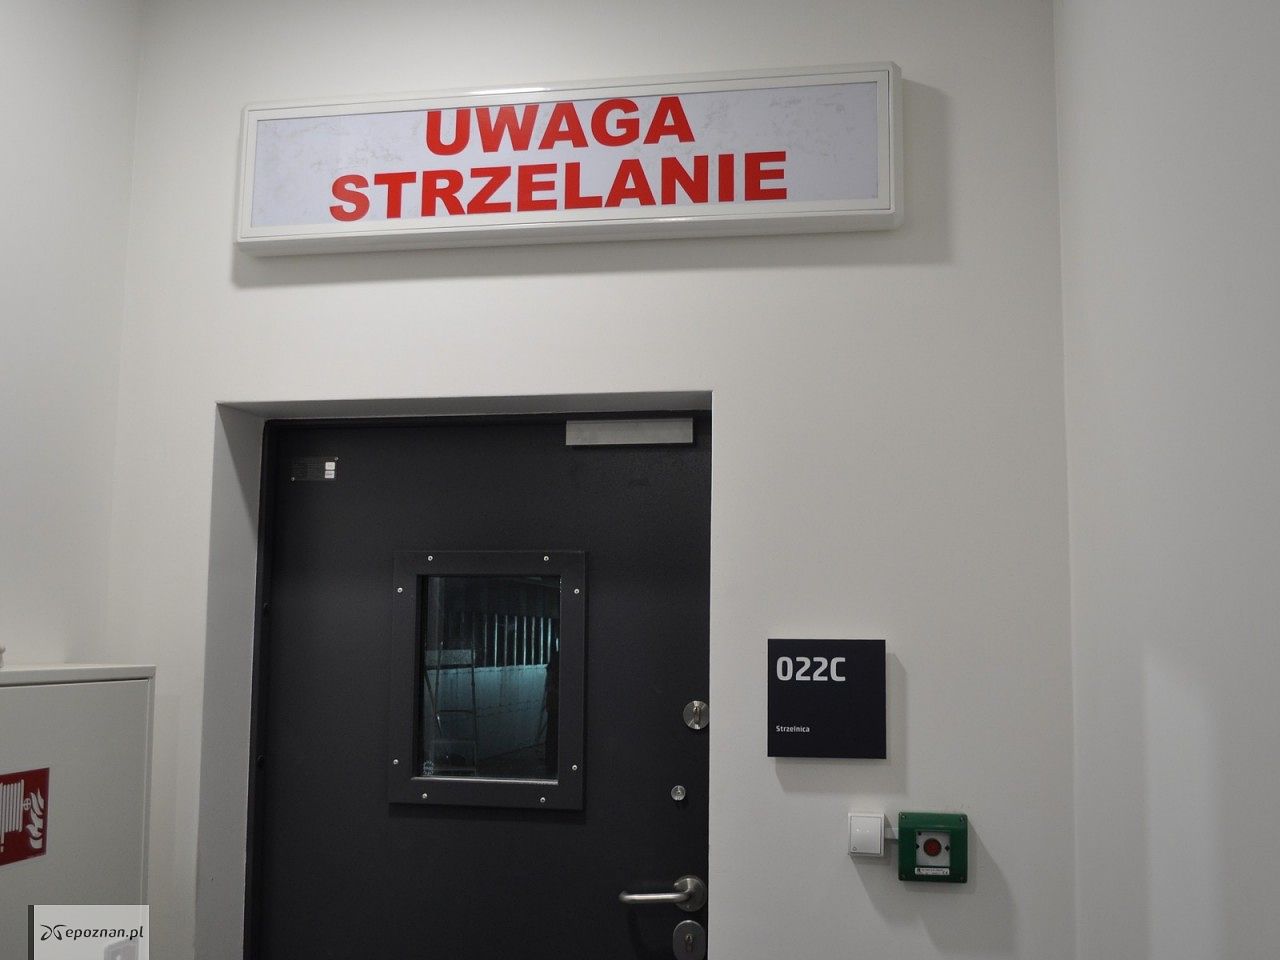 UWAGA
STRZELANIE
022C
Strzelnica
epoznan.pl